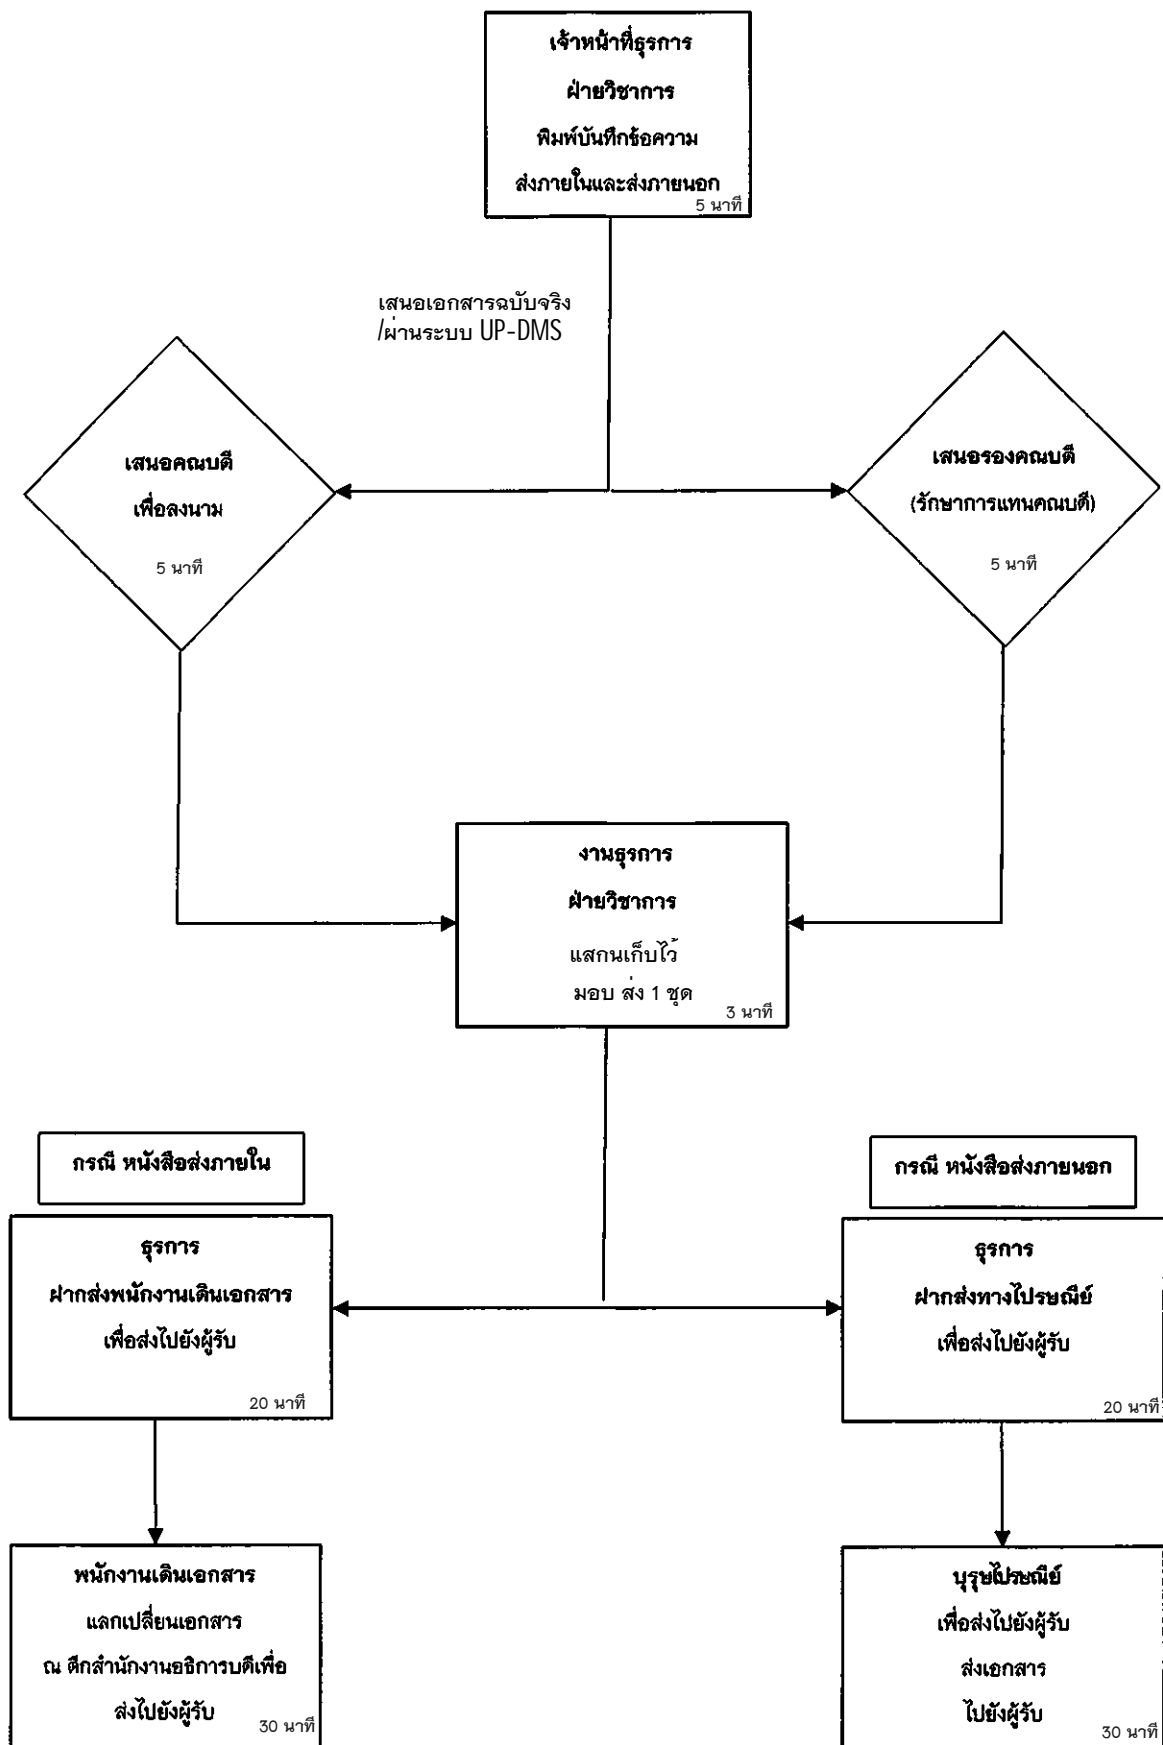 เจ้าหน้าที่ธุรการ
ฝ่ายวิชาการ
พิมพ์บันทึกข้อความ
ส่งภายในและส่งภายนอก
5 นาที
เสนอเอกสารฉบับจริง
/ผ่านระบบ UP-DMS
เสนอคณบดี
เพื่อลงนาม
5 นาที
เสนอรองคณบดี
(รักษาการแทนคณบดี)
5 นาที
งานธุรการ
ฝ่ายวิชาการ
แสกนเก็บไว้
มอบ ส่ง 1 ชุด
3 นาที
กรณี หนังสือส่งภายใน
ธุรการ
ฝากส่งพนักงานเดินเอกสาร
เพื่อส่งไปยังผู้รับ
20 นาที
กรณี หนังสือส่งภายนอก
ธุรการ
ฝากส่งทางไปรษณีย์
เพื่อส่งไปยังผู้รับ
20 นาที
พนักงานเดินเอกสาร
แลกเปลี่ยนเอกสาร
ณ ตึกสำนักงานอธิการบดีเพื่อ
ส่งไปยังผู้รับ
30 นาที
บุรุษไปรษณีย์
เพื่อส่งไปยังผู้รับ
ส่งเอกสาร
ไปยังผู้รับ
30 นาที